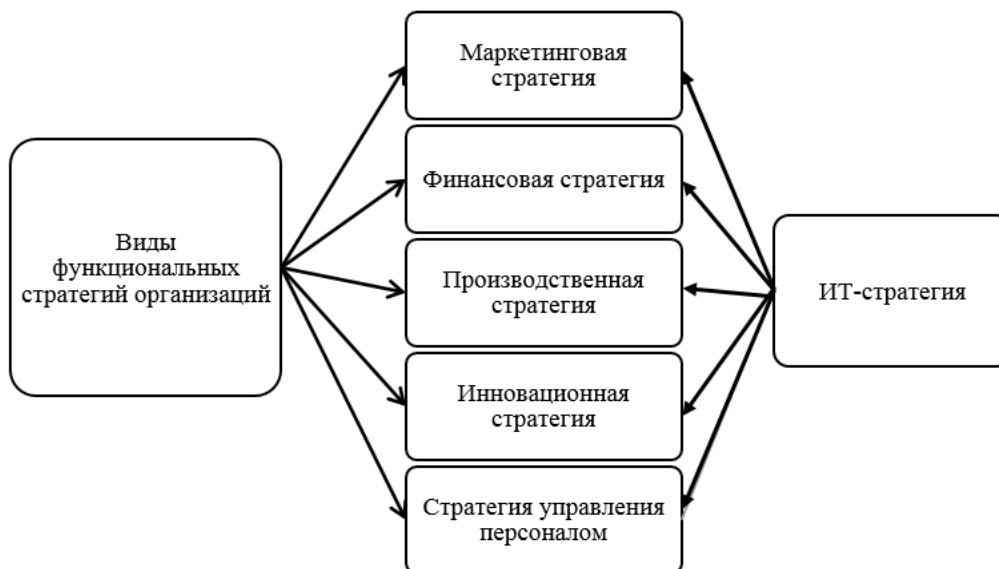 Маркетинговая
стратегия
Финансовая стратегия
Виды
функциональных
стратегий организаций
Производственная
стратегия
ИТ-стратегия
Инновационная
стратегия
Стратегия управления
персоналом